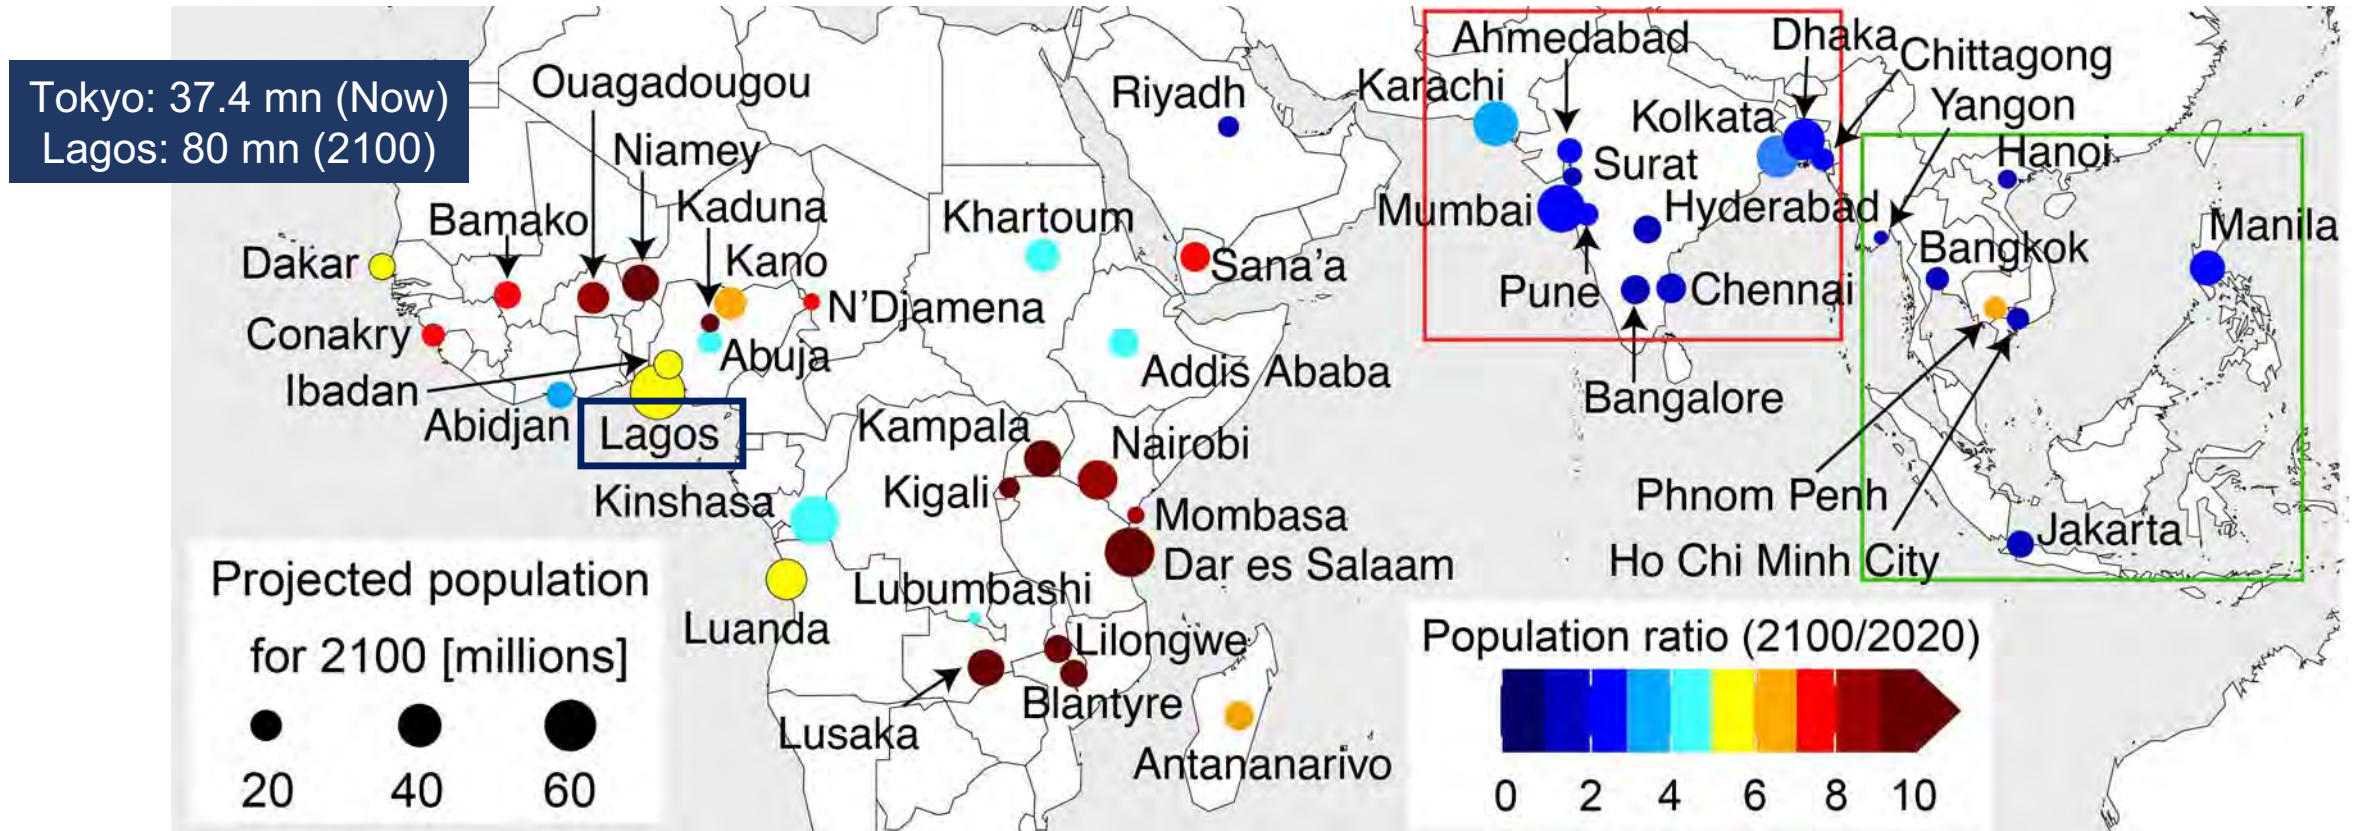 Tokyo: 37.4 mn (Now)
Lagos: 80 mn (2100)
Ouagadougou
Niamey
Kaduna
Bamako
Kano
Dakar
N'Djamena
Conakry
Abuja
Ibadan
Abidjan
Lagos
Khartoum
Riyadh
Sana'a
Addis Ababa
Kampala
Nairobi
Kigali
Kinshasa
Mombasa
Dar es Salaam
Luanda
Lubumbashi
Lilongwe
Blantyre
Lusaka
Antananarivo
Ahmedabad
Dhaka
Chittagong
Karachi
Kolkata
Yangon
Surat
Hanoi
Mumbai
Hyderabad
Manila
Bangkok
Pune
Chennai
Bangalore
Phnom Penh
Ho Chi Minh City
Jakarta
Projected population
for 2100 [millions]
20 40 60
Population ratio (2100/2020)
0 2 4 6 8 10